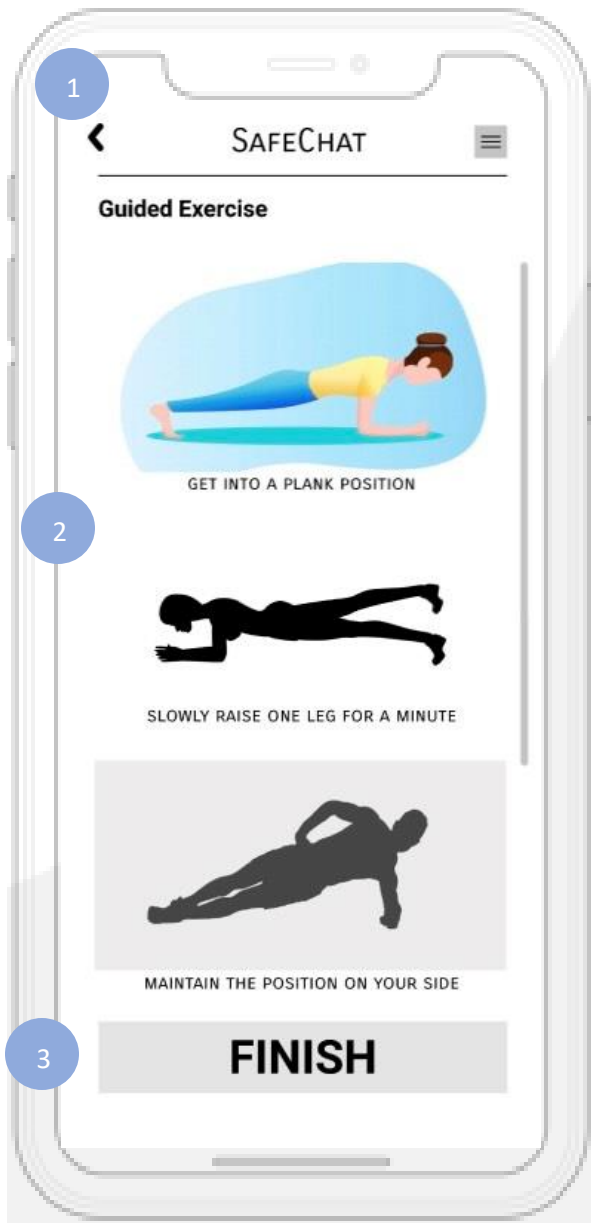 1
SAFECHAT
Guided Exercise
GET INTO A PLANK POSITION
2
SLOWLY RAISE ONE LEG FOR A MINUTE
MAINTAIN THE POSITION ON YOUR SIDE
3
FINISH